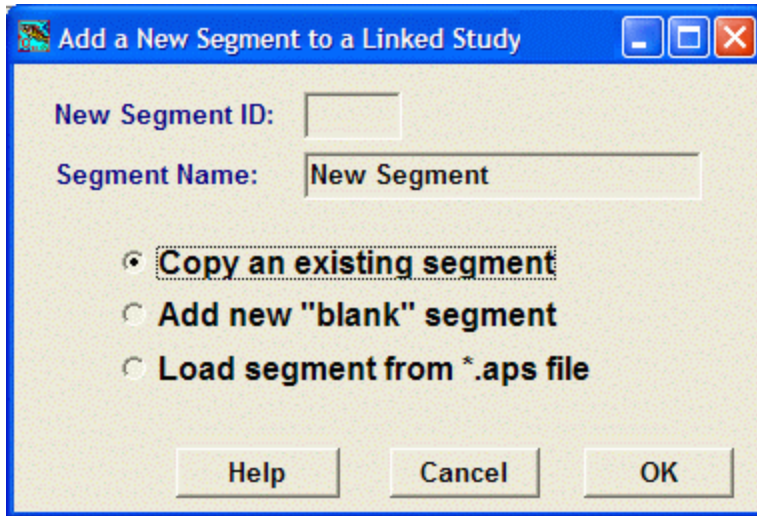 Add a New Segment to a Linked Study
New Segment ID:
Segment Name: New Segment
Copy an existing segment
Add new "blank" segment
Load segment from *.aps file
Help Cancel OK